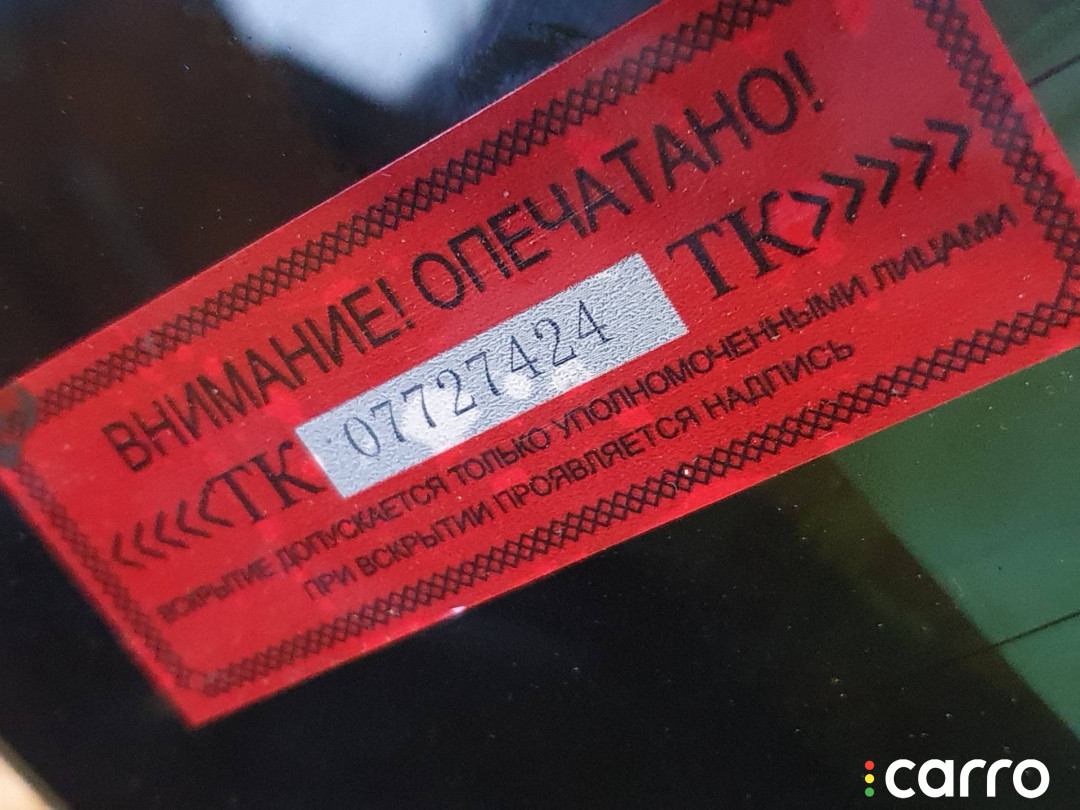 ВНИМАНИЕ! ОПЕЧАТАНО!
<<<<<ТК 07727424 ТК>>>>>
ВСКРЫТИЕ ДОПУСКАЕТСЯ ТОЛЬКО УПОЛНОМОЧЕННЫМИ ЛИЦАМИ
ПРИ ВСКРЫТИИ ПРОЯВЛЯЕТСЯ НАДПИСЬ
carro